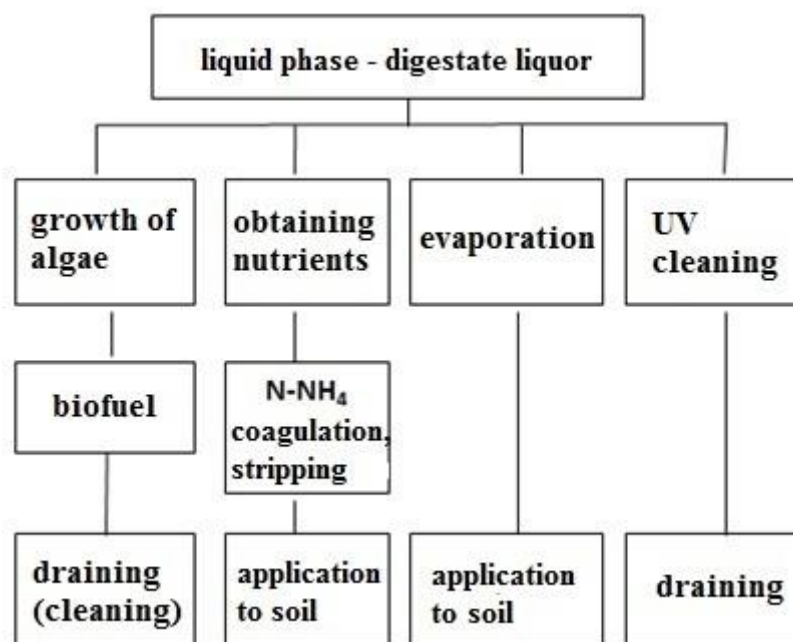 liquid phase - digestate liquor
growth of
algae
obtaining
nutrients
evaporation
UV
cleaning
biofuel
N-NH₄
coagulation,
stripping
draining
(cleaning)
application
to soil
application
to soil
draining